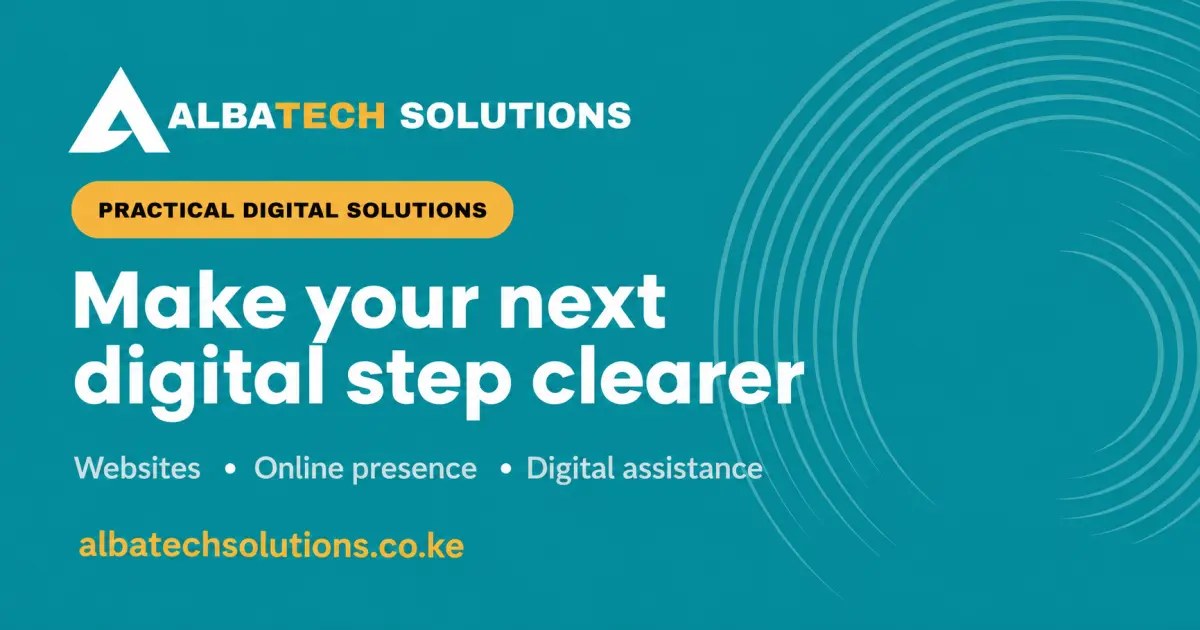 ALBATECH SOLUTIONS
PRACTICAL DIGITAL SOLUTIONS
Make your next
digital step clearer
Websites • Online presence • Digital assistance
albatechsolutions.co.ke